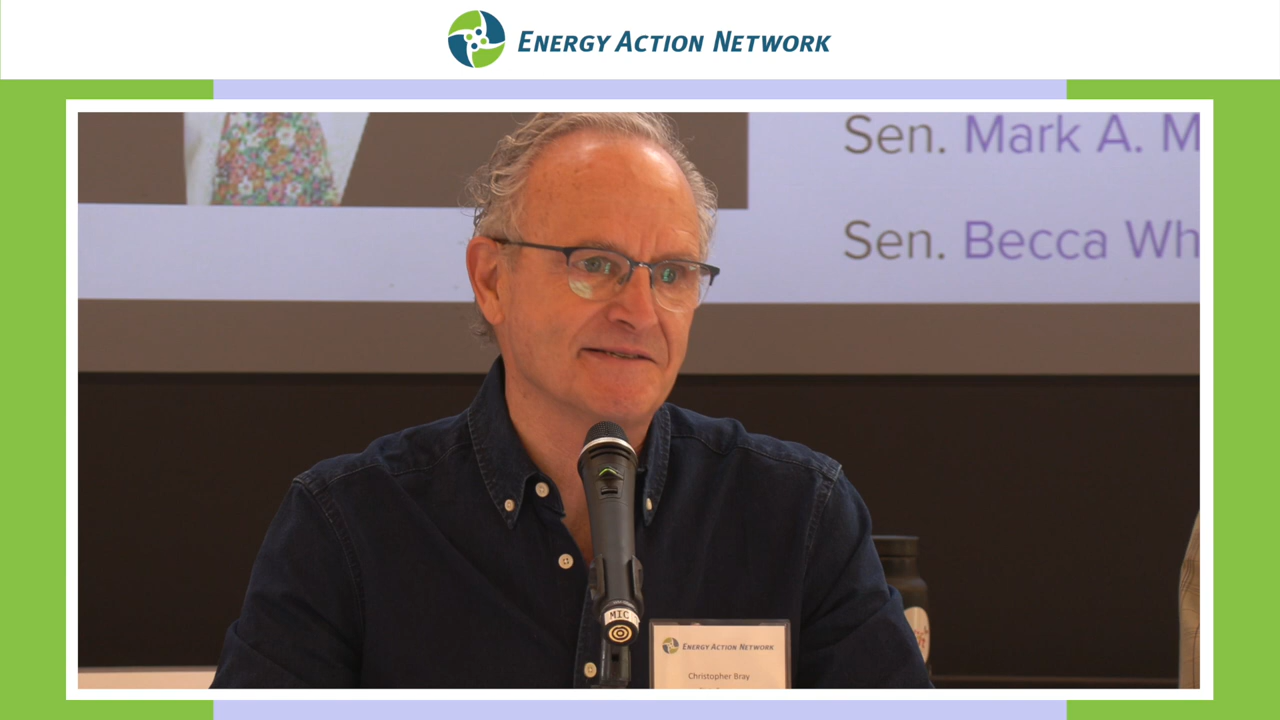 ENERGY ACTION NETWORK
Sen. Mark A. M
Sen. Becca Wh
MIC
ENERGY ACTION NETWORK
Christopher Bray